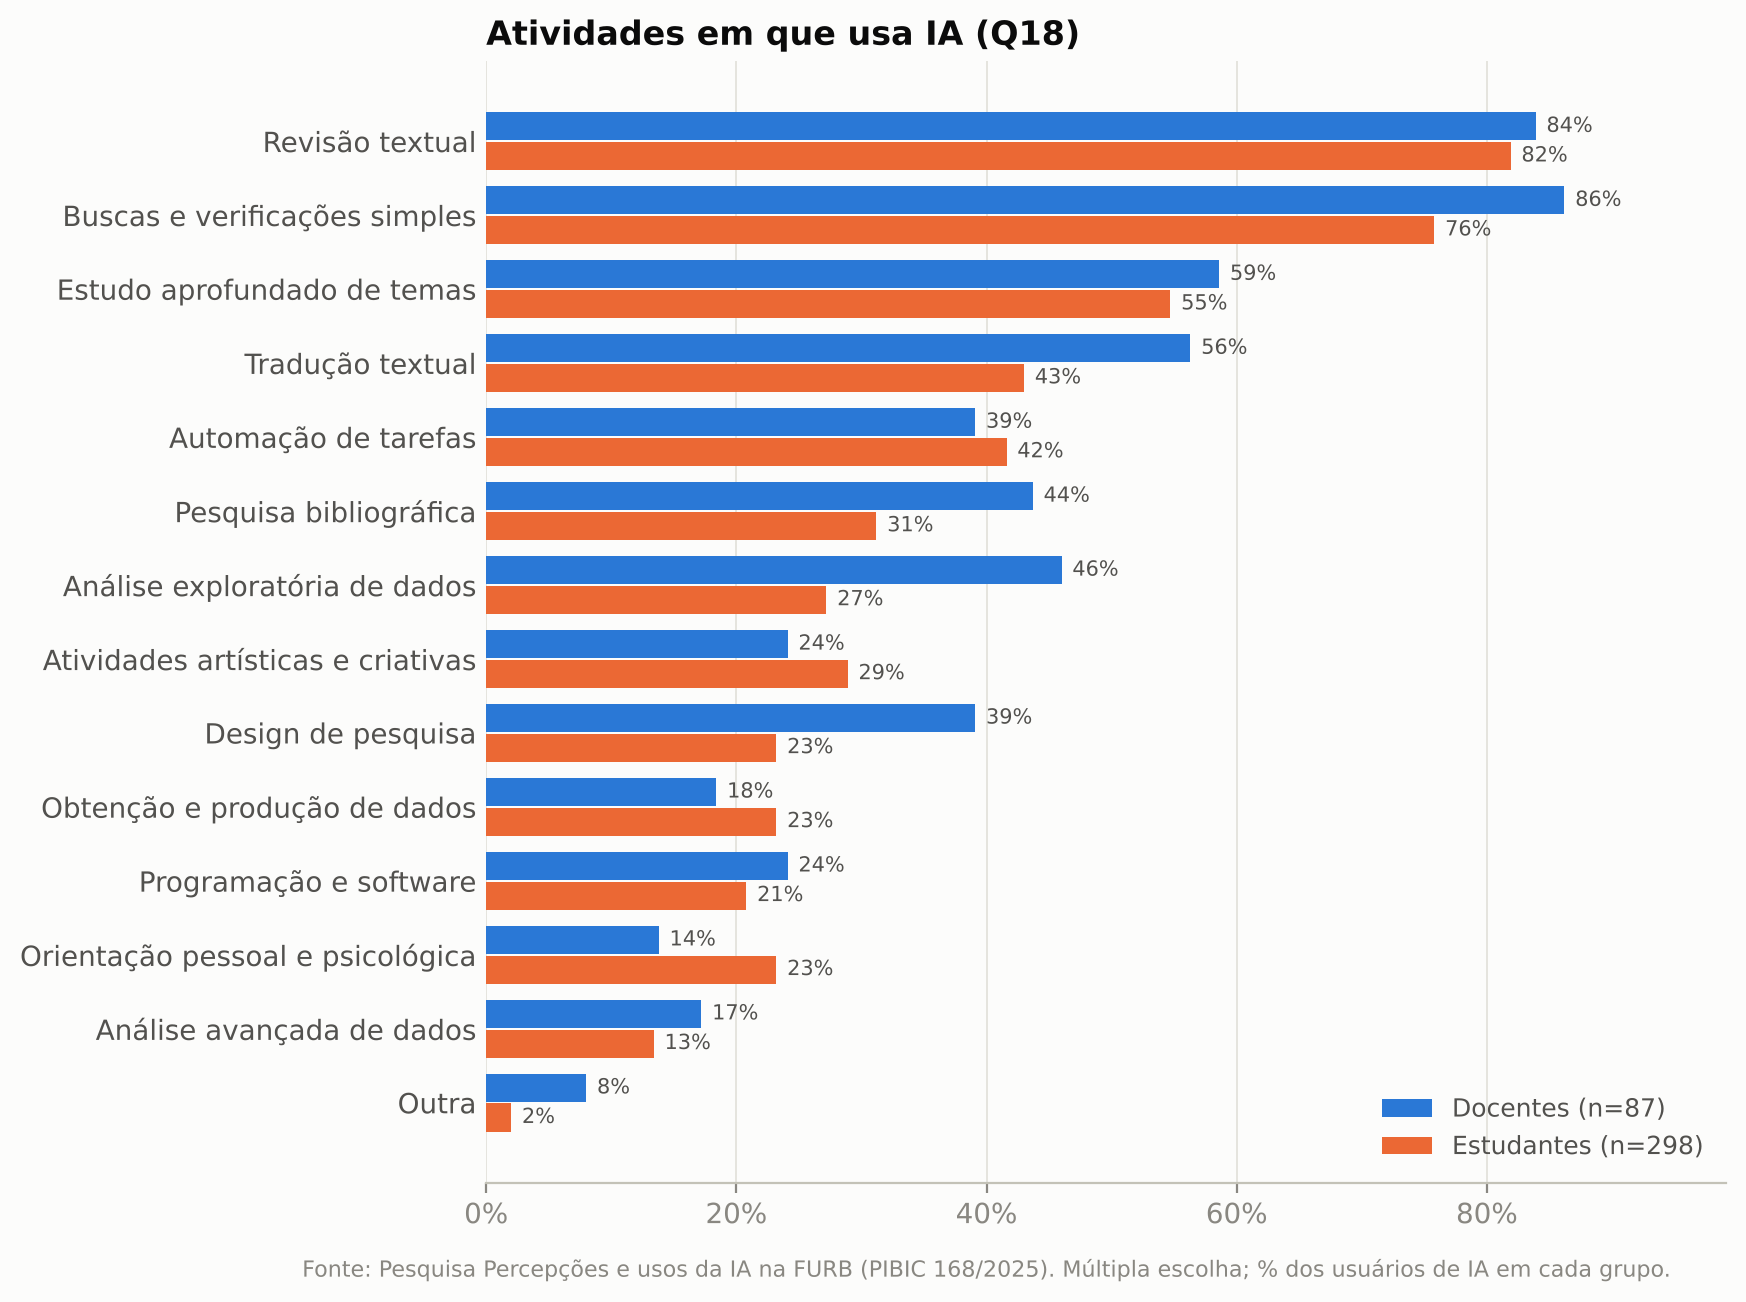 Atividades em que usa IA (Q18)
Revisão textual
84%
82%
Buscas e verificações simples
86%
76%
Estudo aprofundado de temas
59%
55%
Tradução textual
56%
43%
Automação de tarefas
39%
42%
Pesquisa bibliográfica
44%
31%
Análise exploratória de dados
46%
27%
Atividades artísticas e criativas
24%
29%
Design de pesquisa
39%
23%
Obtenção e produção de dados
18%
23%
Programação e software
24%
21%
Orientação pessoal e psicológica
14%
23%
Análise avançada de dados
17%
13%
Outra
8%
2%
Docentes (n=87)
Estudantes (n=298)
0% 20% 40% 60% 80%
Fonte: Pesquisa Percepções e usos da IA na FURB (PIBIC 168/2025). Múltipla escolha; % dos usuários de IA em cada grupo.